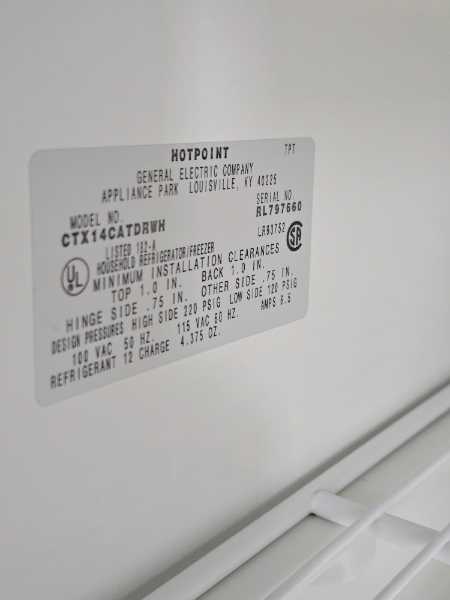 HOTPOINT TPT
GENERAL ELECTRIC COMPANY
APPLIANCE PARK LOUISVILLE, KY 40225
MODEL NO. SERIAL NO.
CTX14CATDRWH RL797660
LISTED 182-A LR93752
HOUSEHOLD REFRIGERATOR/FREEZER
UL SA
MINIMUM INSTALLATION CLEARANCES
TOP 1.0 IN. BACK 1.0 IN.
HINGE SIDE .75 IN. OTHER SIDE .75 IN.
DESIGN PRESSURES HIGH SIDE 220 PSIG LOW SIDE 120 PSIG
100 VAC 50 HZ. 115 VAC 60 HZ. AMPS 6.5
REFRIGERANT 12 CHARGE 4.375 OZ.